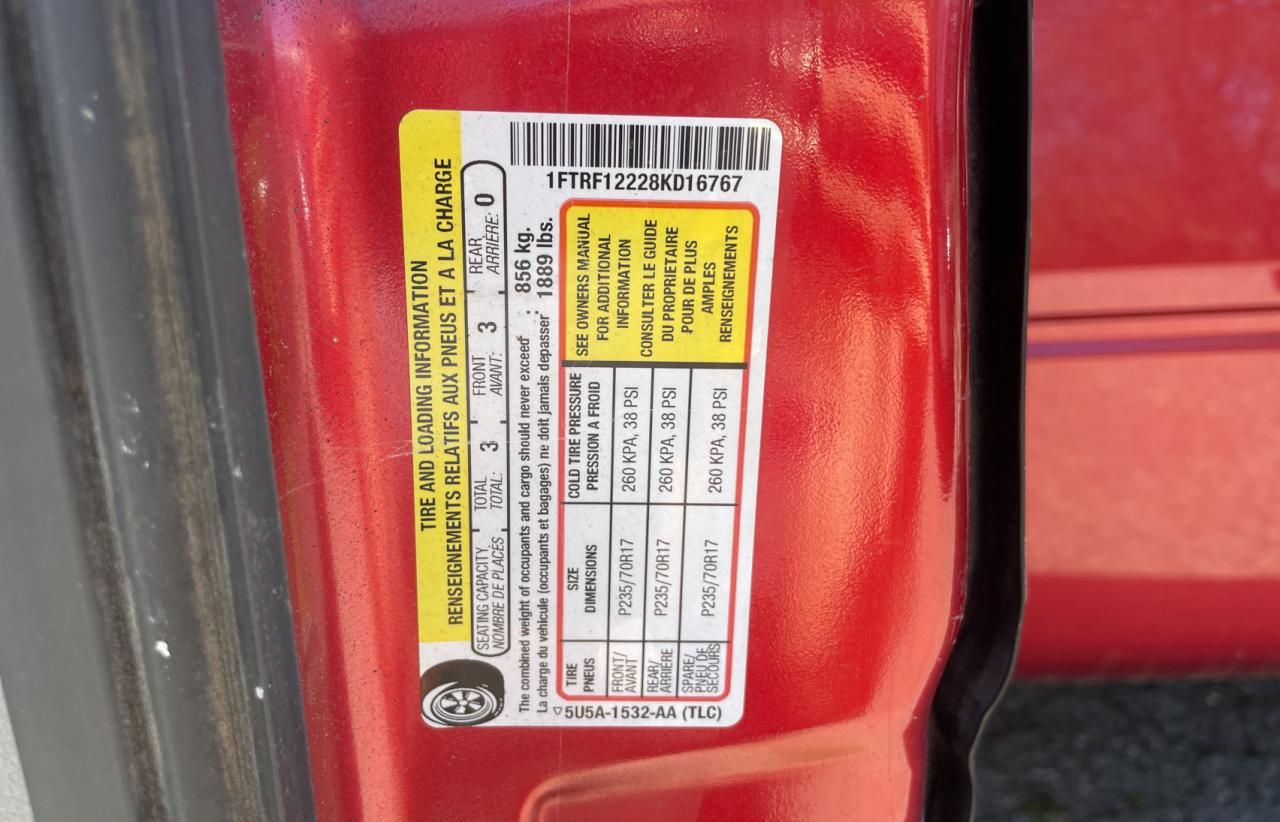 TIRE AND LOADING INFORMATION
RENSEIGNEMENTS RELATIFS AUX PNEUS ET A LA CHARGE
SEATING CAPACITY TOTAL FRONT REAR
NOMBRE DE PLACES TOTAL: 3 AVANT: 3 ARRIÈRE: 0
The combined weight of occupants and cargo should never exceed : 856 kg.
La charge du vehicule (occupants et bagages) ne doit jamais depasser : 1889 lbs.
TIRE SIZE COLD TIRE PRESSURE
PNEUS DIMENSIONS PRESSION A FROID
FRONT/
AVANT P235/70R17 260 KPA, 38 PSI
REAR/
ARRIÈRE P235/70R17 260 KPA, 38 PSI
SPARE/
PNEU DE
SECOURS P235/70R17 260 KPA, 38 PSI
SEE OWNERS MANUAL
FOR ADDITIONAL
INFORMATION
CONSULTER LE GUIDE
DU PROPRIETAIRE
POUR DE PLUS
AMPLES
RENSEIGNEMENTS
5U5A-1532-AA (TLC)
1FTRF12228KD16767